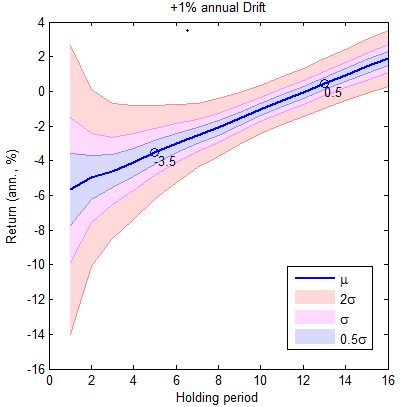 +1% annual Drift
Return (ann., %)
4
2
0
-2
-4
-6
-8
-10
-12
-14
-16
-3.5
0.5
μ
2σ
σ
0.5σ
0 2 4 6 8 10 12 14 16
Holding period